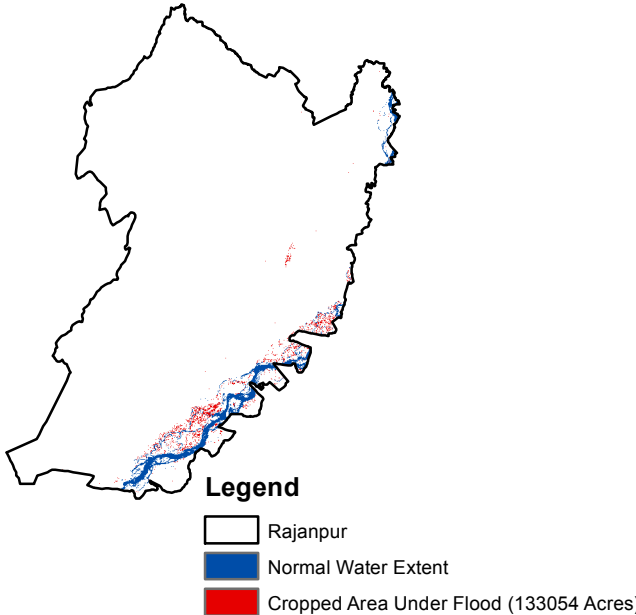 Legend
Rajanpur
Normal Water Extent
Cropped Area Under Flood (133054 Acres)